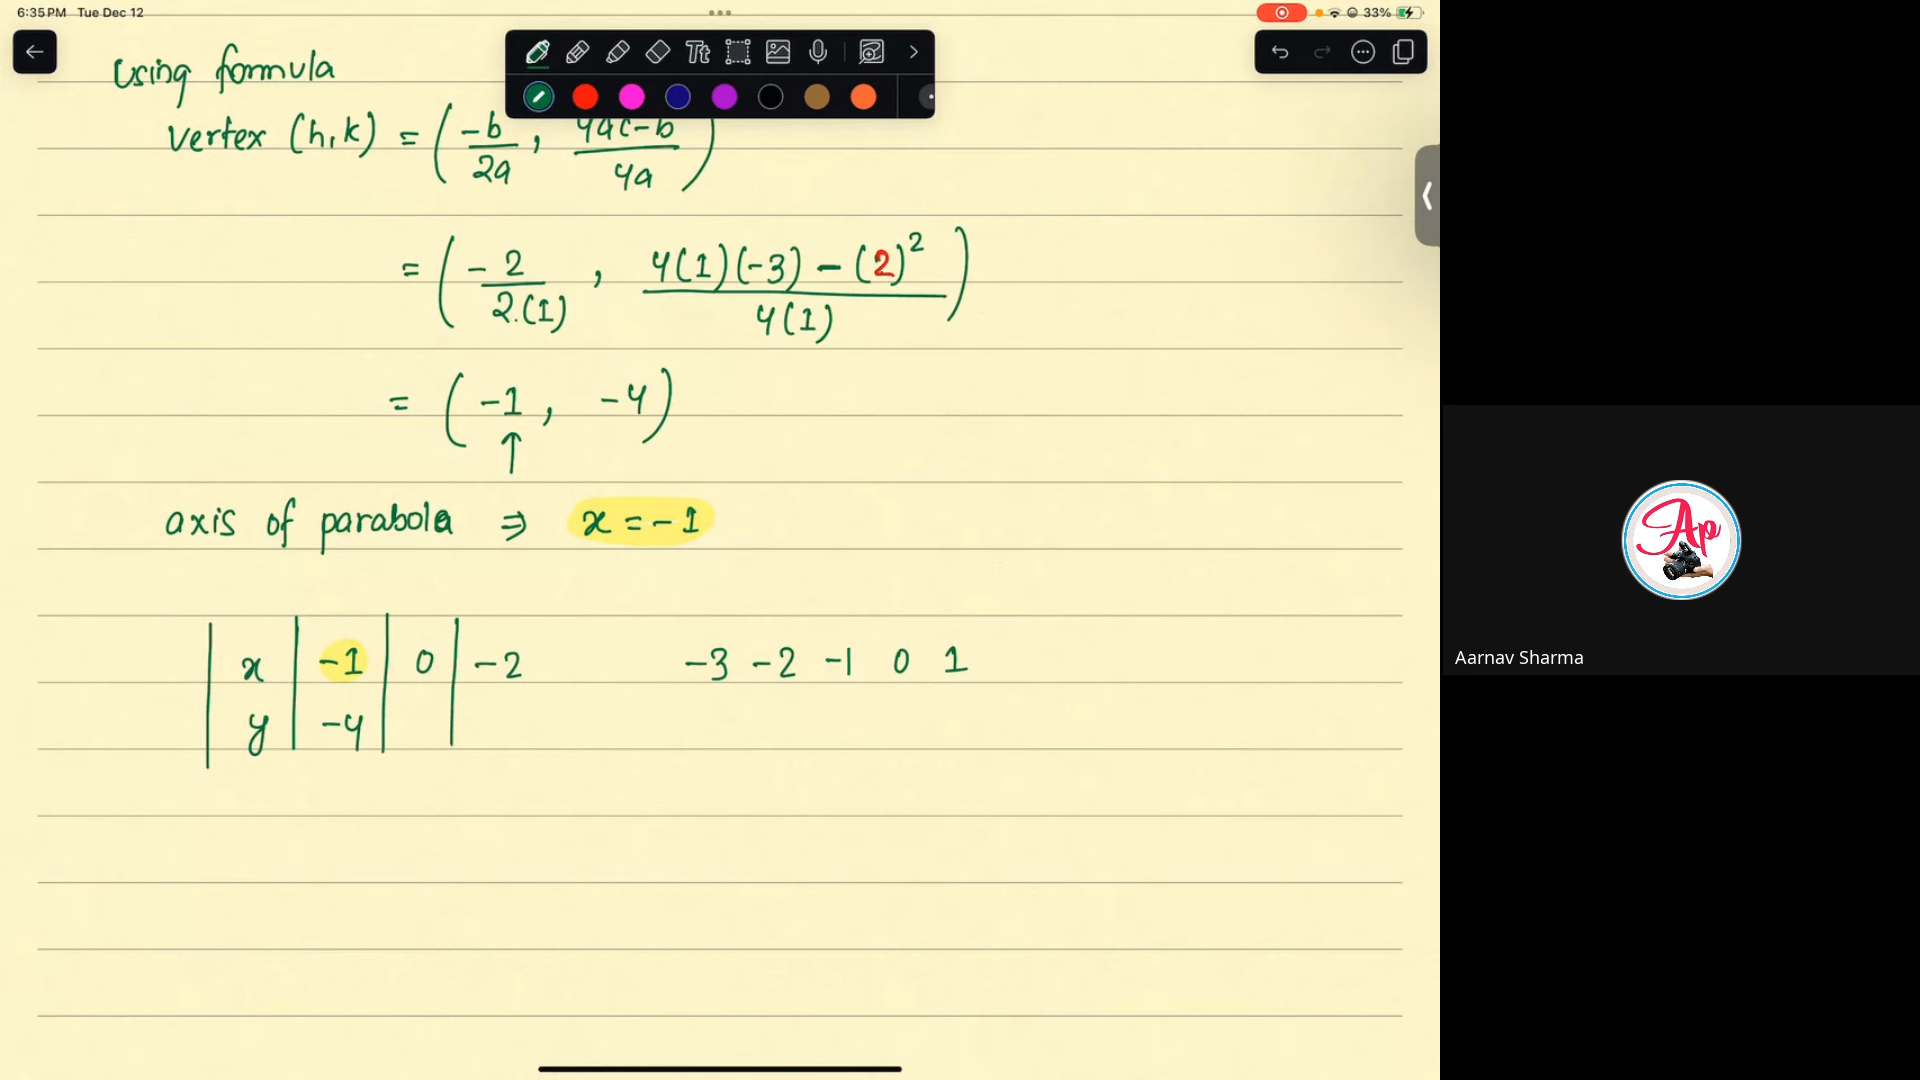 6:35 PM Tue Dec 12
33%
Using formula
Tt
vertex (h,k) = ( -b/2a , 4ac-b/4a )
= ( -2/2.(1) , 4(1)(-3) - (2)²/4(1) )
= ( -1 , -4 )
↑
axis of parabola ⇒ x = -1
x | -1 | 0 | -2 -3 -2 -1 0 1
y | -4
Ap
Aarnav Sharma